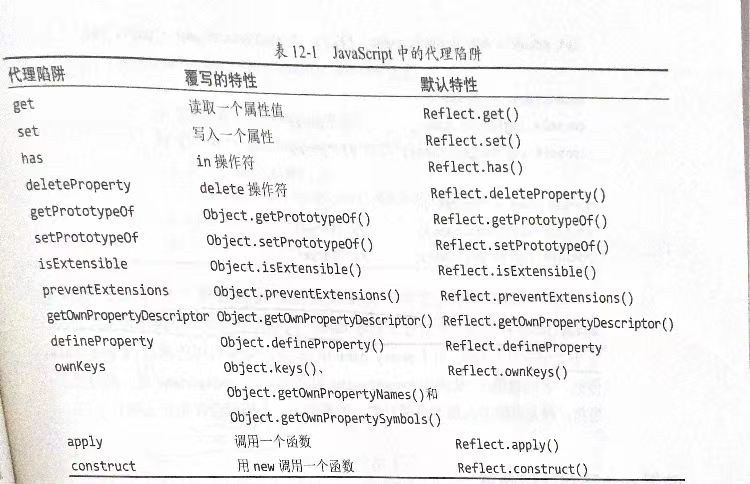 表 12-1 JavaScript 中的代理陷阱
代理陷阱 覆写的特性 默认特性
get 读取一个属性值 Reflect.get()
set 写入一个属性 Reflect.set()
has in 操作符 Reflect.has()
deleteProperty delete 操作符 Reflect.deleteProperty()
getPrototypeOf Object.getPrototypeOf() Reflect.getPrototypeOf()
setPrototypeOf Object.setPrototypeOf() Reflect.setPrototypeOf()
isExtensible Object.isExtensible() Reflect.isExtensible()
preventExtensions Object.preventExtensions() Reflect.preventExtensions()
getOwnPropertyDescriptor Object.getOwnPropertyDescriptor() Reflect.getOwnPropertyDescriptor()
defineProperty Object.defineProperty() Reflect.defineProperty
ownKeys Object.keys()、 Reflect.ownKeys()
Object.getOwnPropertyNames()和
Object.getOwnPropertySymbols()
apply 调用一个函数 Reflect.apply()
construct 用 new 调用一个函数 Reflect.construct()